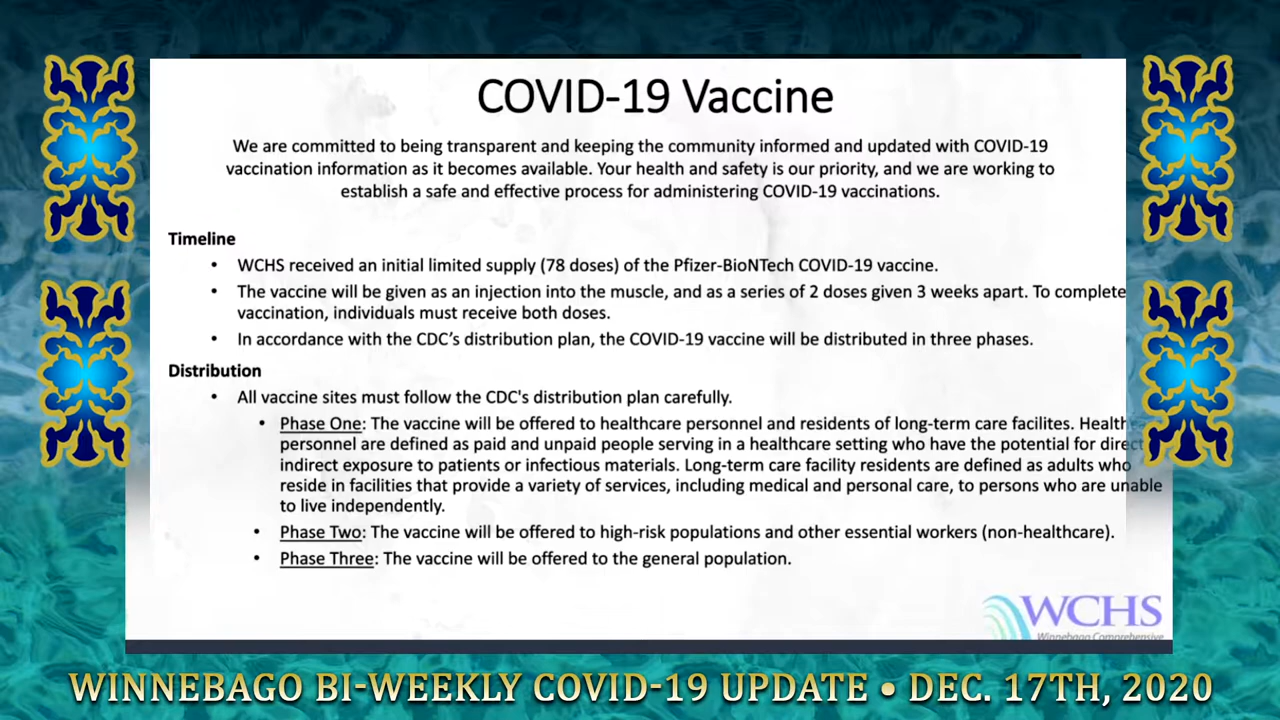 COVID-19 Vaccine
We are committed to being transparent and keeping the community informed and updated with COVID-19
vaccination information as it becomes available. Your health and safety is our priority, and we are working to
establish a safe and effective process for administering COVID-19 vaccinations.
Timeline
• WCHS received an initial limited supply (78 doses) of the Pfizer-BioNTech COVID-19 vaccine.
• The vaccine will be given as an injection into the muscle, and as a series of 2 doses given 3 weeks apart. To complete
vaccination, individuals must receive both doses.
• In accordance with the CDC's distribution plan, the COVID-19 vaccine will be distributed in three phases.
Distribution
• All vaccine sites must follow the CDC's distribution plan carefully.
• Phase One: The vaccine will be offered to healthcare personnel and residents of long-term care facilites. Health
personnel are defined as paid and unpaid people serving in a healthcare setting who have the potential for direct
indirect exposure to patients or infectious materials. Long-term care facility residents are defined as adults who
reside in facilities that provide a variety of services, including medical and personal care, to persons who are unable
to live independently.
• Phase Two: The vaccine will be offered to high-risk populations and other essential workers (non-healthcare).
• Phase Three: The vaccine will be offered to the general population.
WCHS
Winnebago Comprehensive
WINNEBAGO BI-WEEKLY COVID-19 UPDATE • DEC. 17TH, 2020